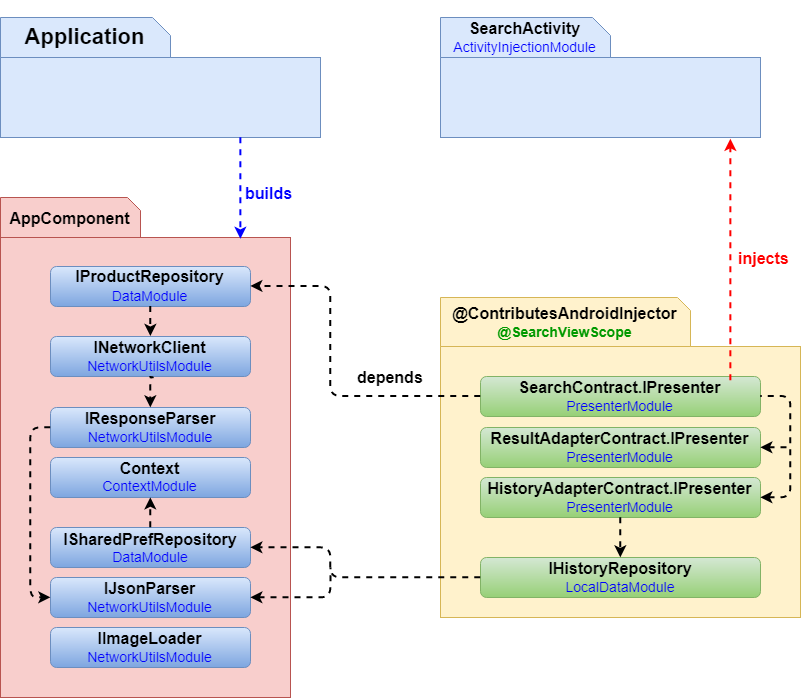 Application
SearchActivity
ActivityInjectionModule
builds
AppComponent
IProductRepository
DataModule
INetworkClient
NetworkUtilsModule
IResponseParser
NetworkUtilsModule
Context
ContextModule
ISharedPrefRepository
DataModule
IJsonParser
NetworkUtilsModule
IImageLoader
NetworkUtilsModule
depends
injects
@ContributesAndroidInjector
@SearchViewScope
SearchContract.IPresenter
PresenterModule
ResultAdapterContract.IPresenter
PresenterModule
HistoryAdapterContract.IPresenter
PresenterModule
IHistoryRepository
LocalDataModule